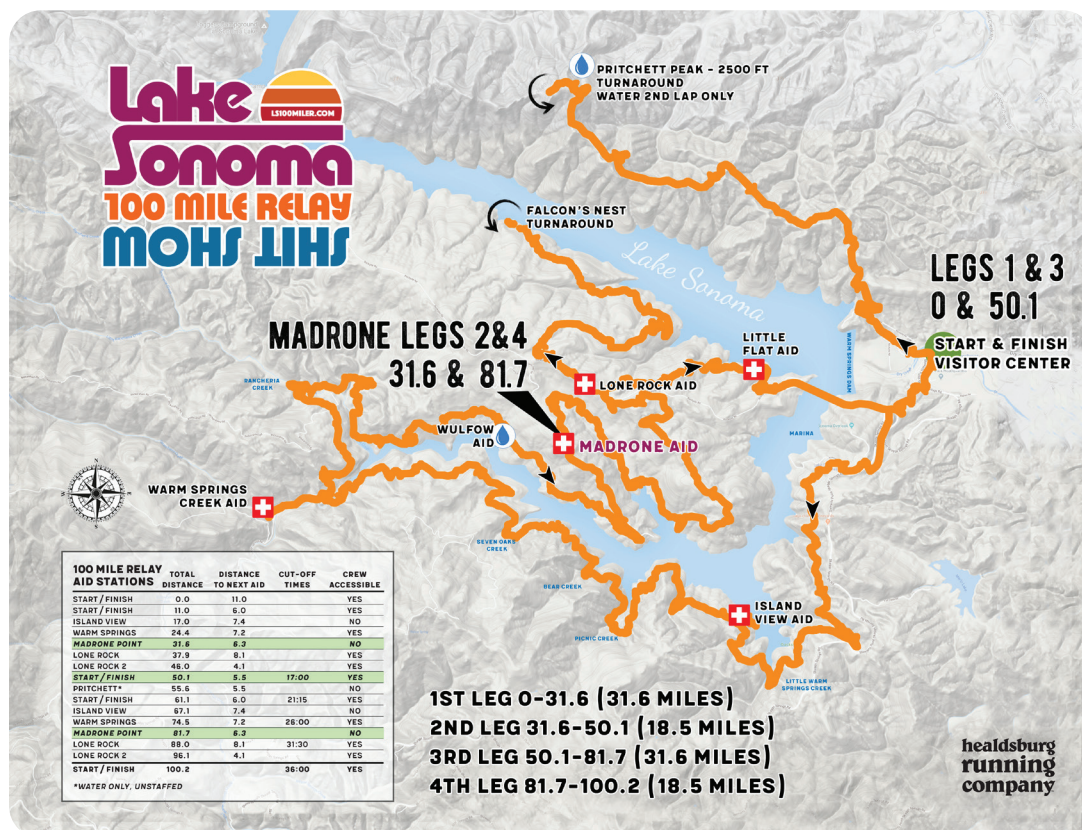 Lake
LS100MILER.COM
Sonoma
100 MILE RELAY
SHIT SHOW
PRITCHETT PEAK - 2500 FT
TURNAROUND
WATER 2ND LAP ONLY
FALCON'S NEST
TURNAROUND
Lake Sonoma
LEGS 1 & 3
0 & 50.1
START & FINISH
VISITOR CENTER
MADRONE LEGS 2&4
31.6 & 81.7
LITTLE
FLAT AID
WARM SPRINGS DAM
LONE ROCK AID
RANCHERIA
CREEK
WULFOW
AID
MADRONE AID
MARINA
W
E
WARM SPRINGS
CREEK AID
SEVEN OAKS
CREEK
BEAR CREEK
PICNIC CREEK
ISLAND
VIEW AID
LITTLE WARM
SPRINGS CREEK
100 MILE RELAY
AID STATIONS TOTAL DISTANCE DISTANCE TO NEXT AID CUT-OFF TIMES CREW ACCESSIBLE
START/FINISH 0.0 11.0 YES
START/FINISH 11.0 6.0 YES
ISLAND VIEW 17.0 7.4 NO
WARM SPRINGS 24.4 7.2 YES
MADRONE POINT 31.6 6.3 NO
LONE ROCK 37.9 8.1 YES
LONE ROCK 2 46.0 4.1 YES
START/FINISH 50.1 5.5 17:00 YES
PRITCHETT* 55.6 5.5 NO
START/FINISH 61.1 6.0 21:15 YES
ISLAND VIEW 67.1 7.4 NO
WARM SPRINGS 74.5 7.2 26:00 YES
MADRONE POINT 81.7 6.3 NO
LONE ROCK 88.0 8.1 31:30 YES
LONE ROCK 2 96.1 4.1 YES
START/FINISH 100.2 36:00 YES
*WATER ONLY, UNSTAFFED
1ST LEG 0-31.6 (31.6 MILES)
2ND LEG 31.6-50.1 (18.5 MILES)
3RD LEG 50.1-81.7 (31.6 MILES)
4TH LEG 81.7-100.2 (18.5 MILES)
healdsburg
running
company